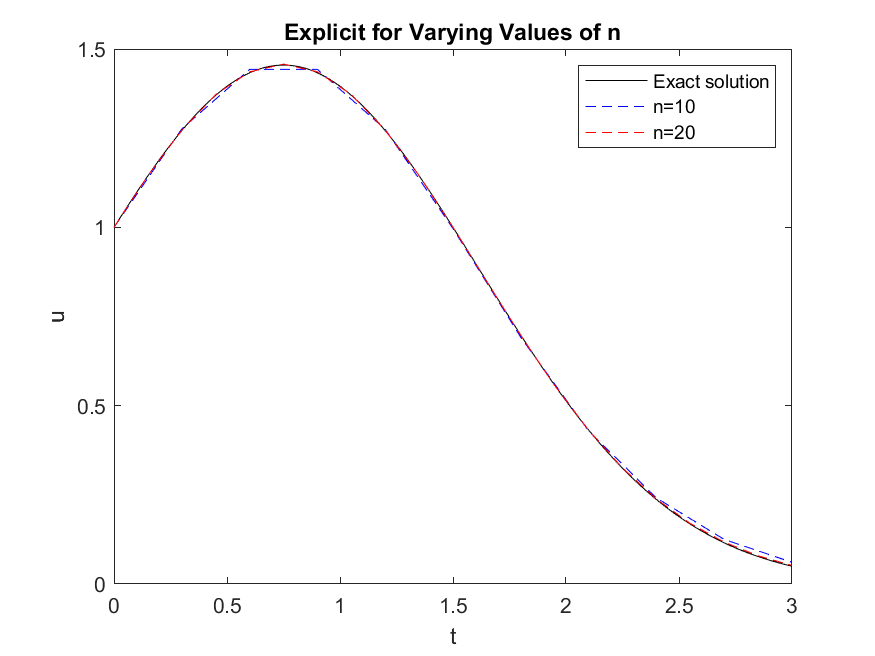 Explicit for Varying Values of n
1.5
1
0.5
0
u
Exact solution
n=10
n=20
0 0.5 1 1.5 2 2.5 3
t